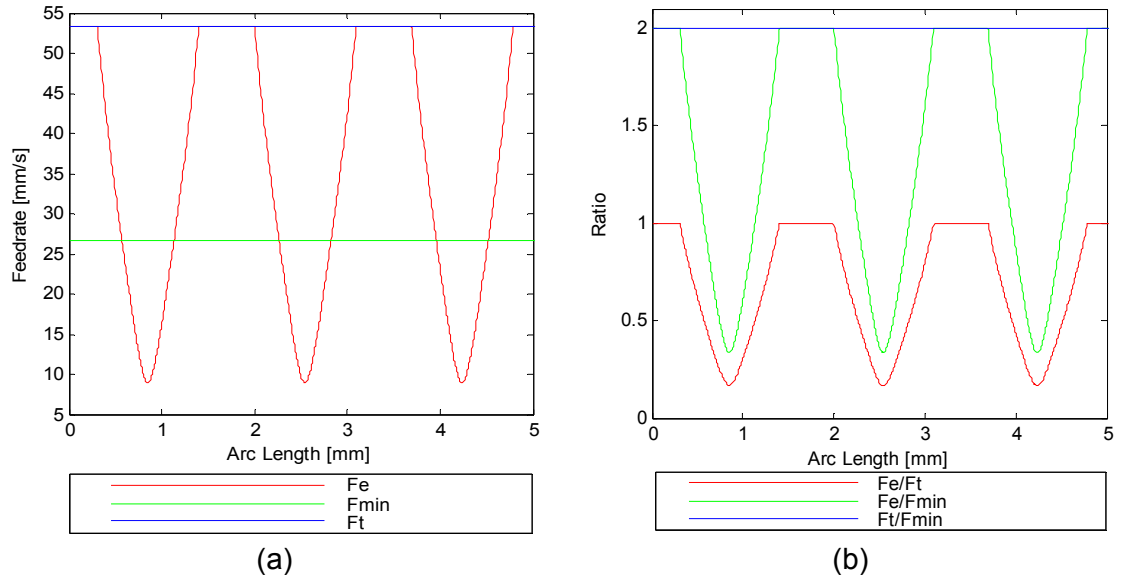 55
50
45
40
35
30
25
20
15
10
5
Feedrate [mm/s]
0 1 2 3 4 5
Arc Length [mm]
Fe
Fmin
Ft
(a)
2
1.5
1
0.5
0
Ratio
0 1 2 3 4 5
Arc Length [mm]
Fe/Ft
Fe/Fmin
Ft/Fmin
(b)